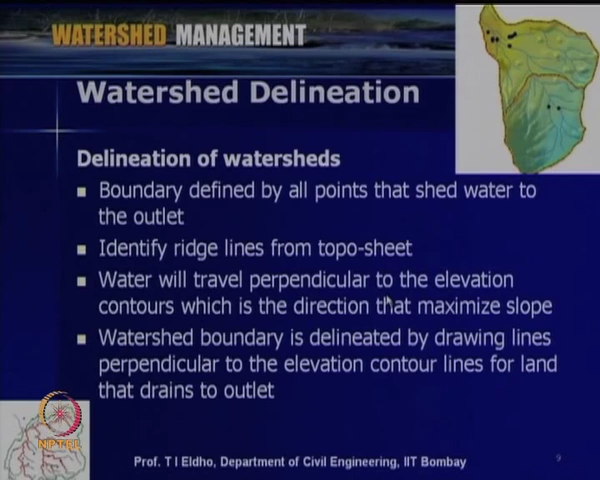 WATERSHED MANAGEMENT
Watershed Delineation
Delineation of watersheds
Boundary defined by all points that shed water to
the outlet
Identify ridge lines from topo-sheet
Water will travel perpendicular to the elevation
contours which is the direction that maximize slope
Watershed boundary is delineated by drawing lines
perpendicular to the elevation contour lines for land
that drains to outlet
NPTEL
Prof. T I Eldho, Department of Civil Engineering, IIT Bombay
9